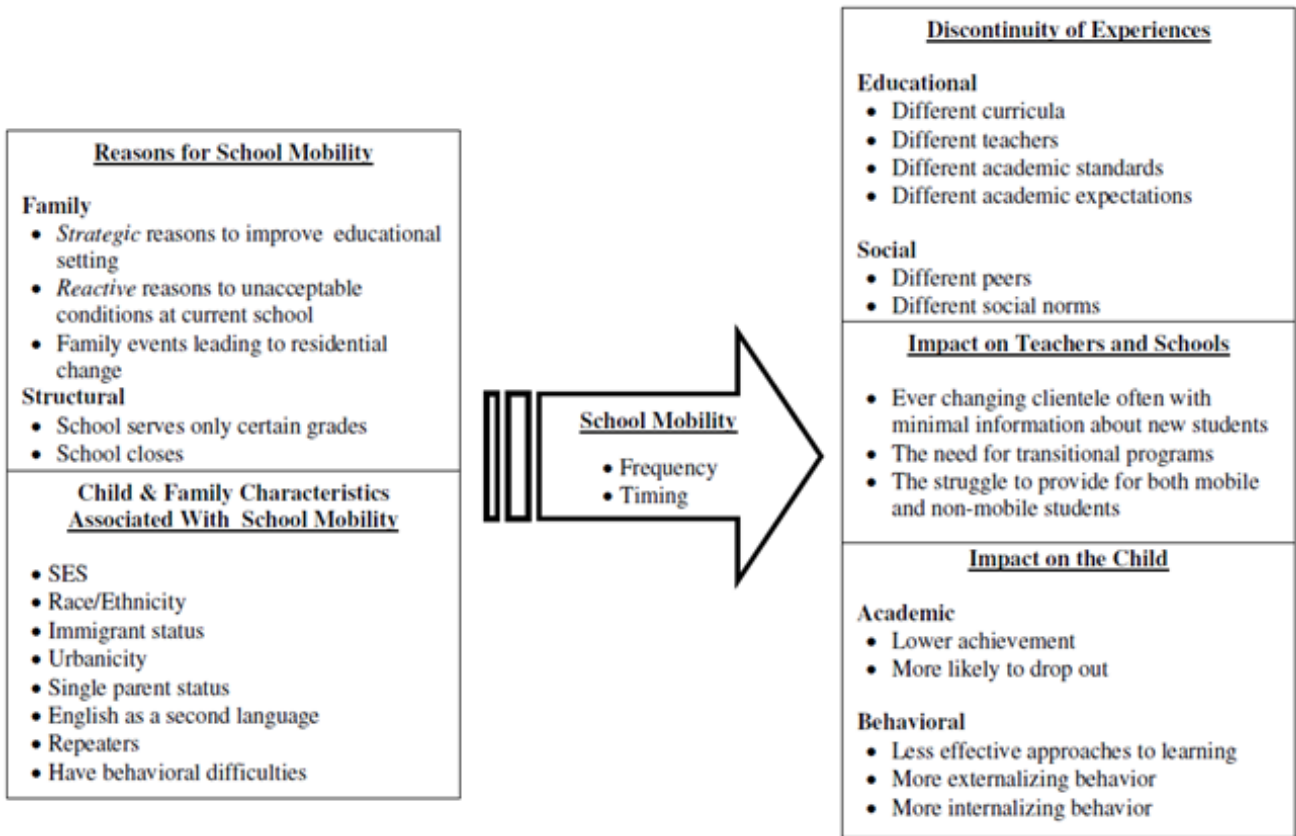 Reasons for School Mobility
Family
• Strategic reasons to improve educational
setting
• Reactive reasons to unacceptable
conditions at current school
• Family events leading to residential
change
Structural
• School serves only certain grades
• School closes
Child & Family Characteristics
Associated With School Mobility
• SES
• Race/Ethnicity
• Immigrant status
• Urbanicity
• Single parent status
• English as a second language
• Repeaters
• Have behavioral difficulties
School Mobility
• Frequency
• Timing
Discontinuity of Experiences
Educational
• Different curricula
• Different teachers
• Different academic standards
• Different academic expectations
Social
• Different peers
• Different social norms
Impact on Teachers and Schools
• Ever changing clientele often with
minimal information about new students
• The need for transitional programs
• The struggle to provide for both mobile
and non-mobile students
Impact on the Child
Academic
• Lower achievement
• More likely to drop out
Behavioral
• Less effective approaches to learning
• More externalizing behavior
• More internalizing behavior